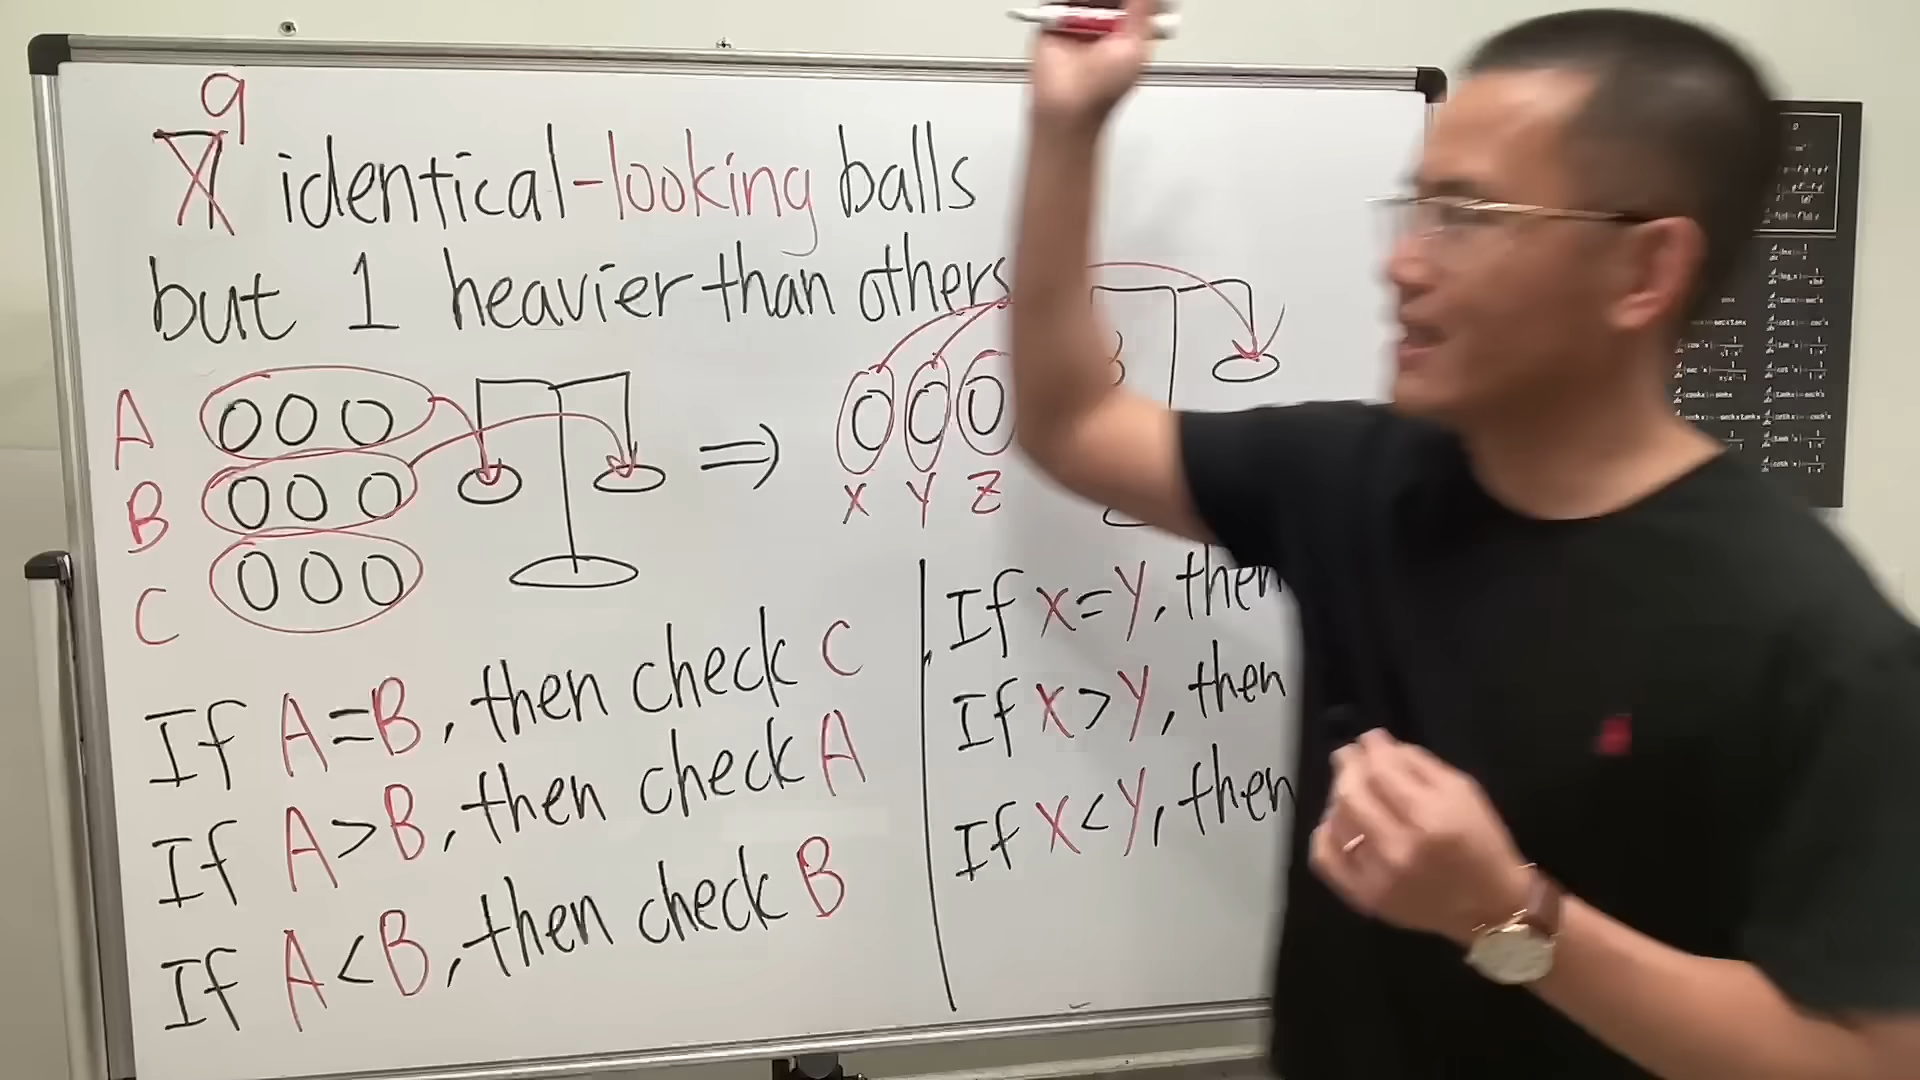 9
identical-looking balls
but 1 heavier than others
A
B
C
⇒
X Y Z
If A=B, then check C
If A>B, then check A
If A<B, then check B
If X=Y, then
If X>Y, then
If X<Y, then